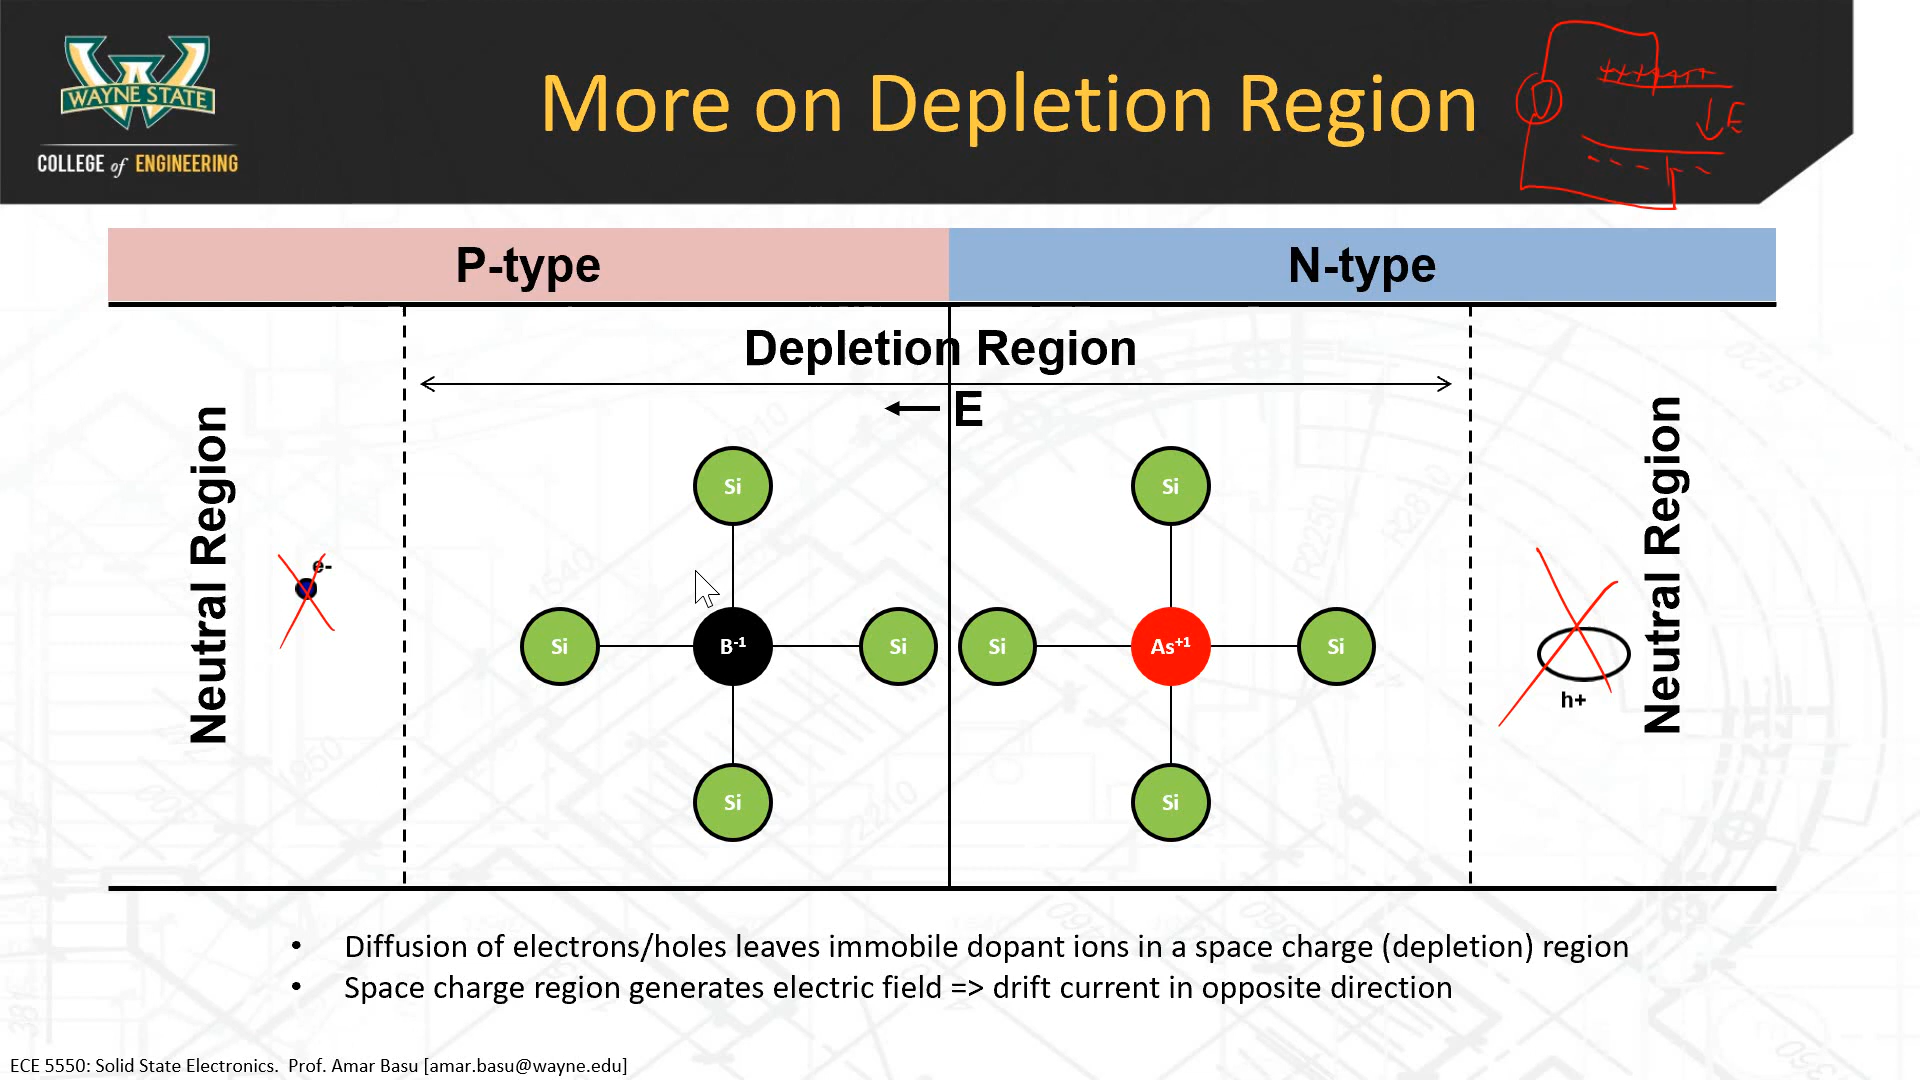 WAYNE STATE
COLLEGE of ENGINEERING
More on Depletion Region
+++++++
E
- - - - -
P-type
N-type
Depletion Region
E
Neutral Region
e-
Si
Si
B-1
Si
Si
Si
Si
As+1
Si
Si
h+
Neutral Region
• Diffusion of electrons/holes leaves immobile dopant ions in a space charge (depletion) region
• Space charge region generates electric field => drift current in opposite direction
ECE 5550: Solid State Electronics. Prof. Amar Basu [amar.basu@wayne.edu]